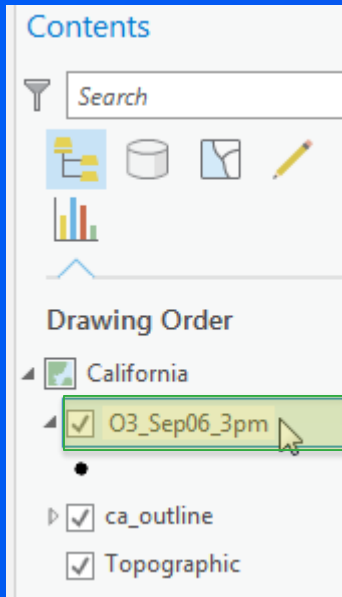 Contents
Search
Drawing Order
California
O3_Sep06_3pm
ca_outline
Topographic